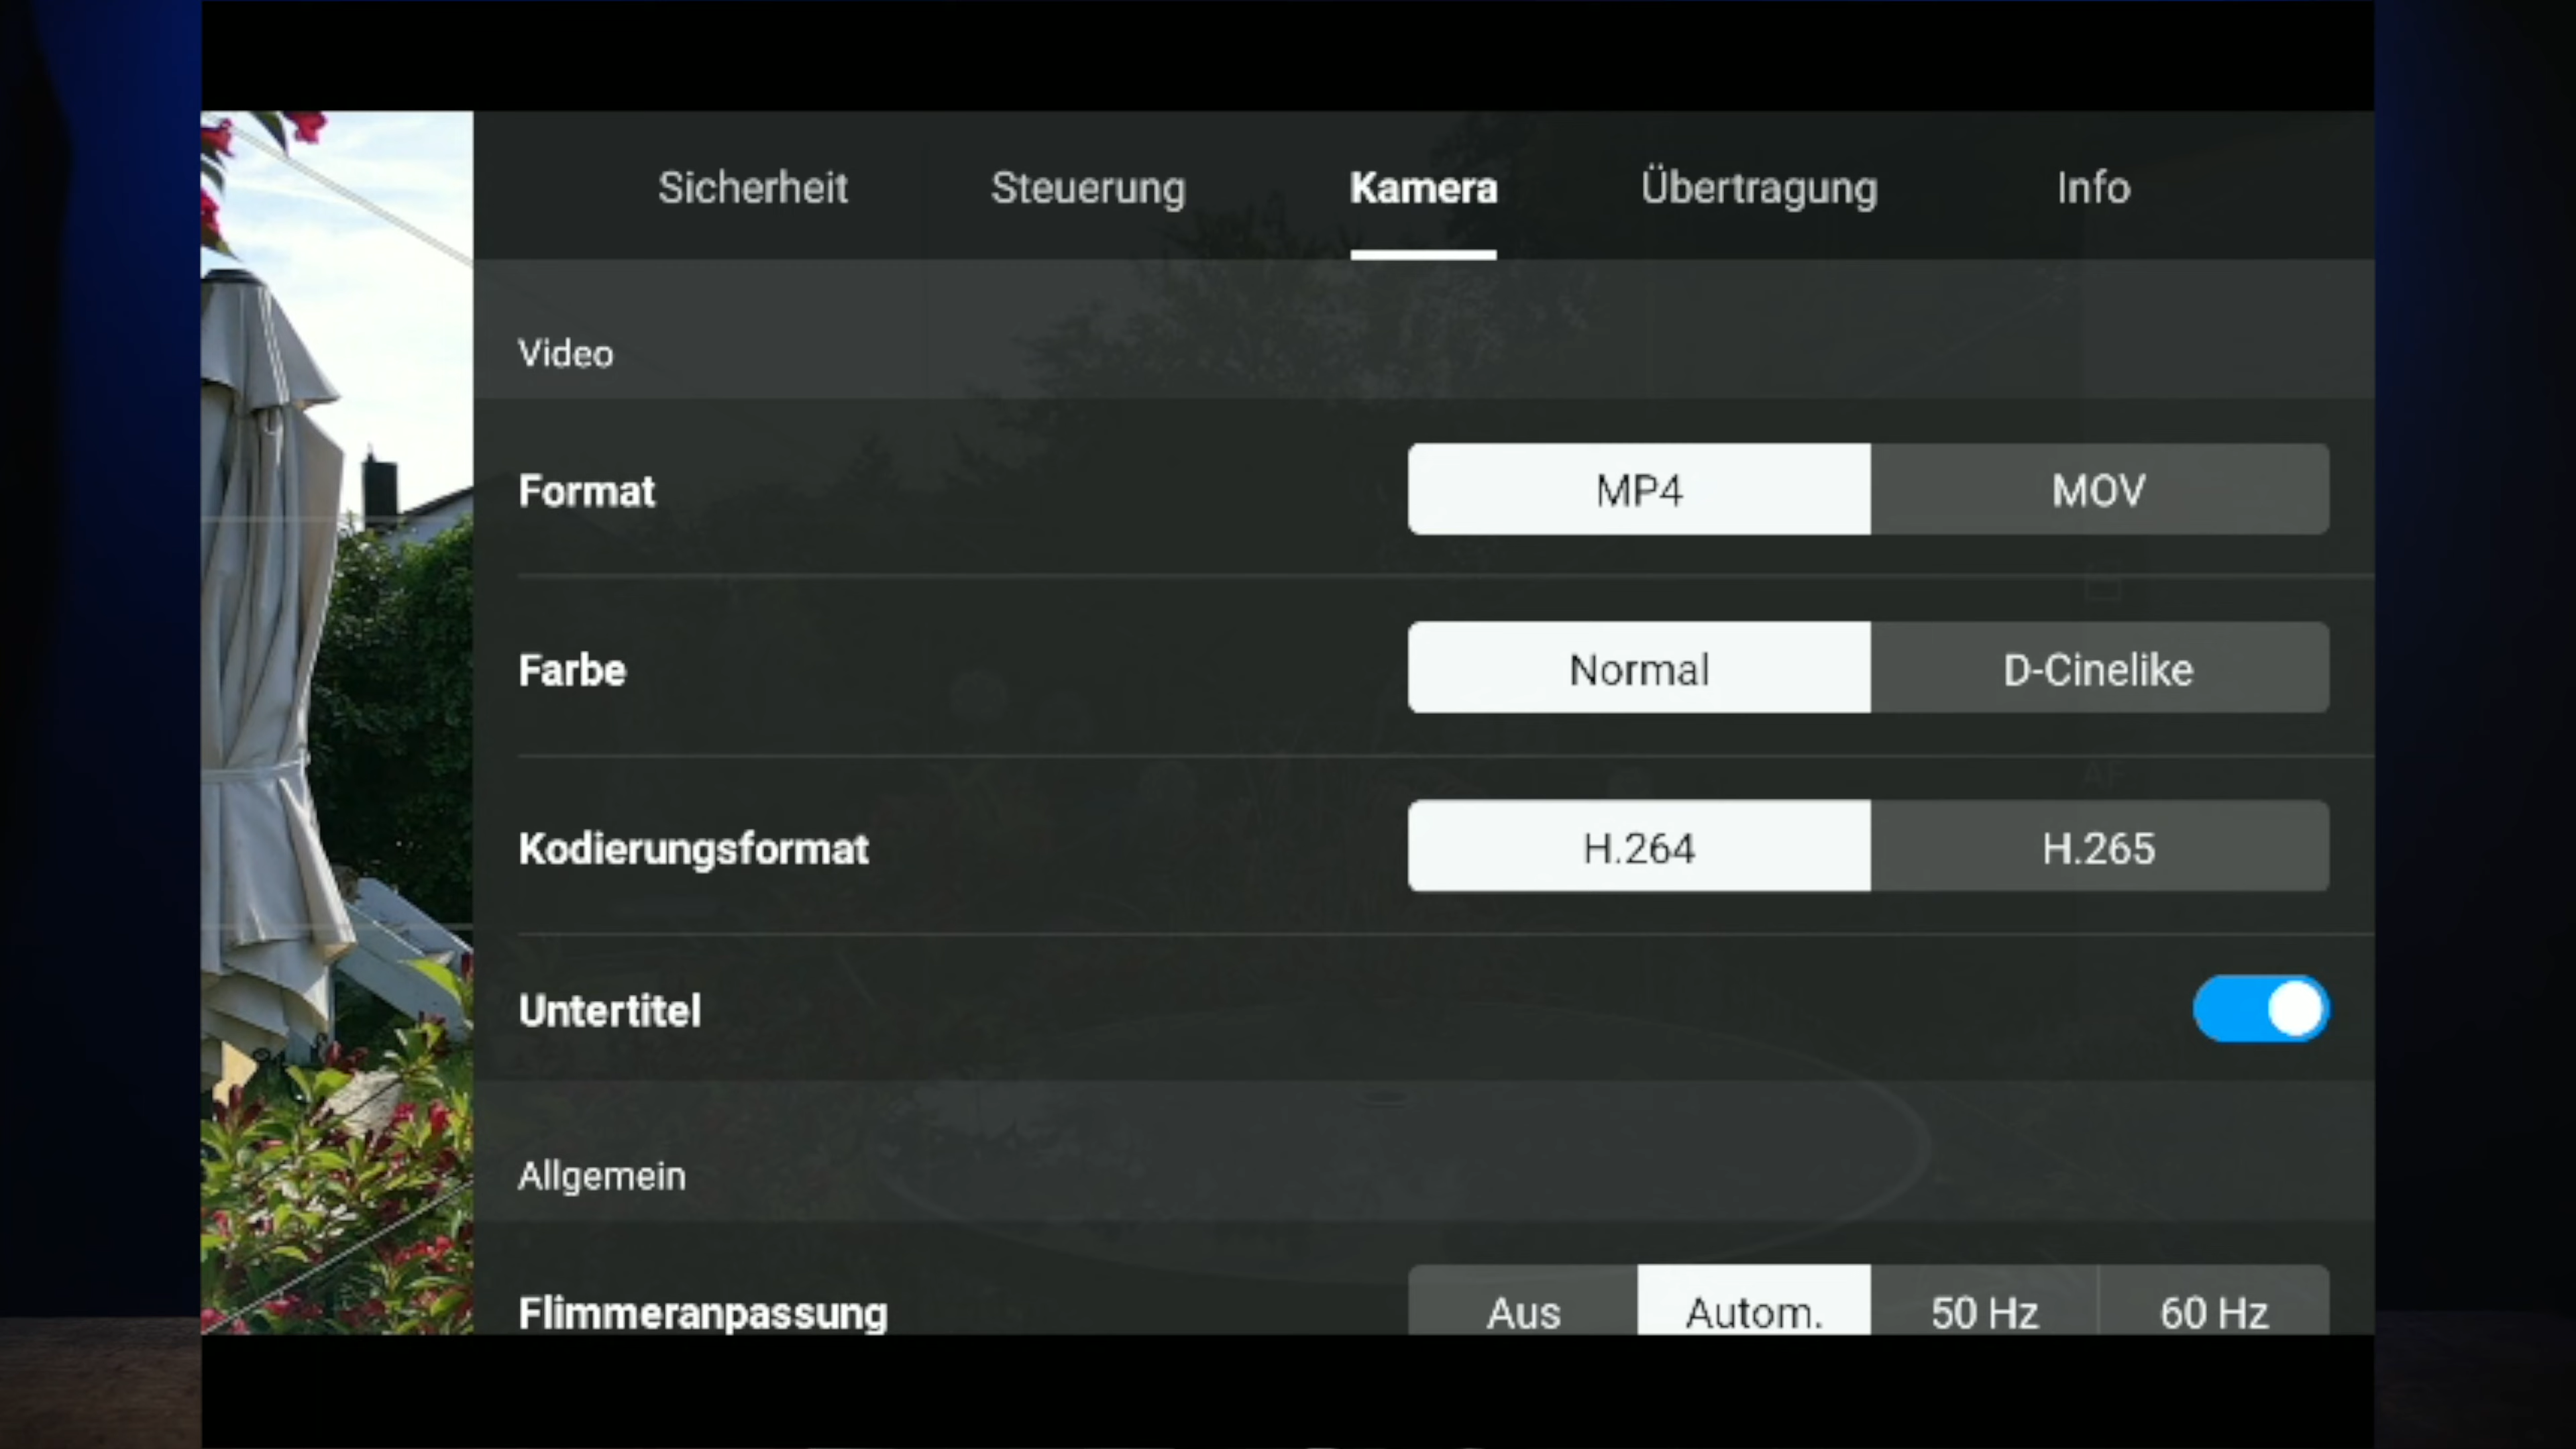 Sicherheit Steuerung Kamera Übertragung Info
Video
Format MP4 MOV
Farbe Normal D-Cinelike
Kodierungsformat H.264 H.265
Untertitel
Allgemein
Flimmeranpassung Aus Autom. 50 Hz 60 Hz